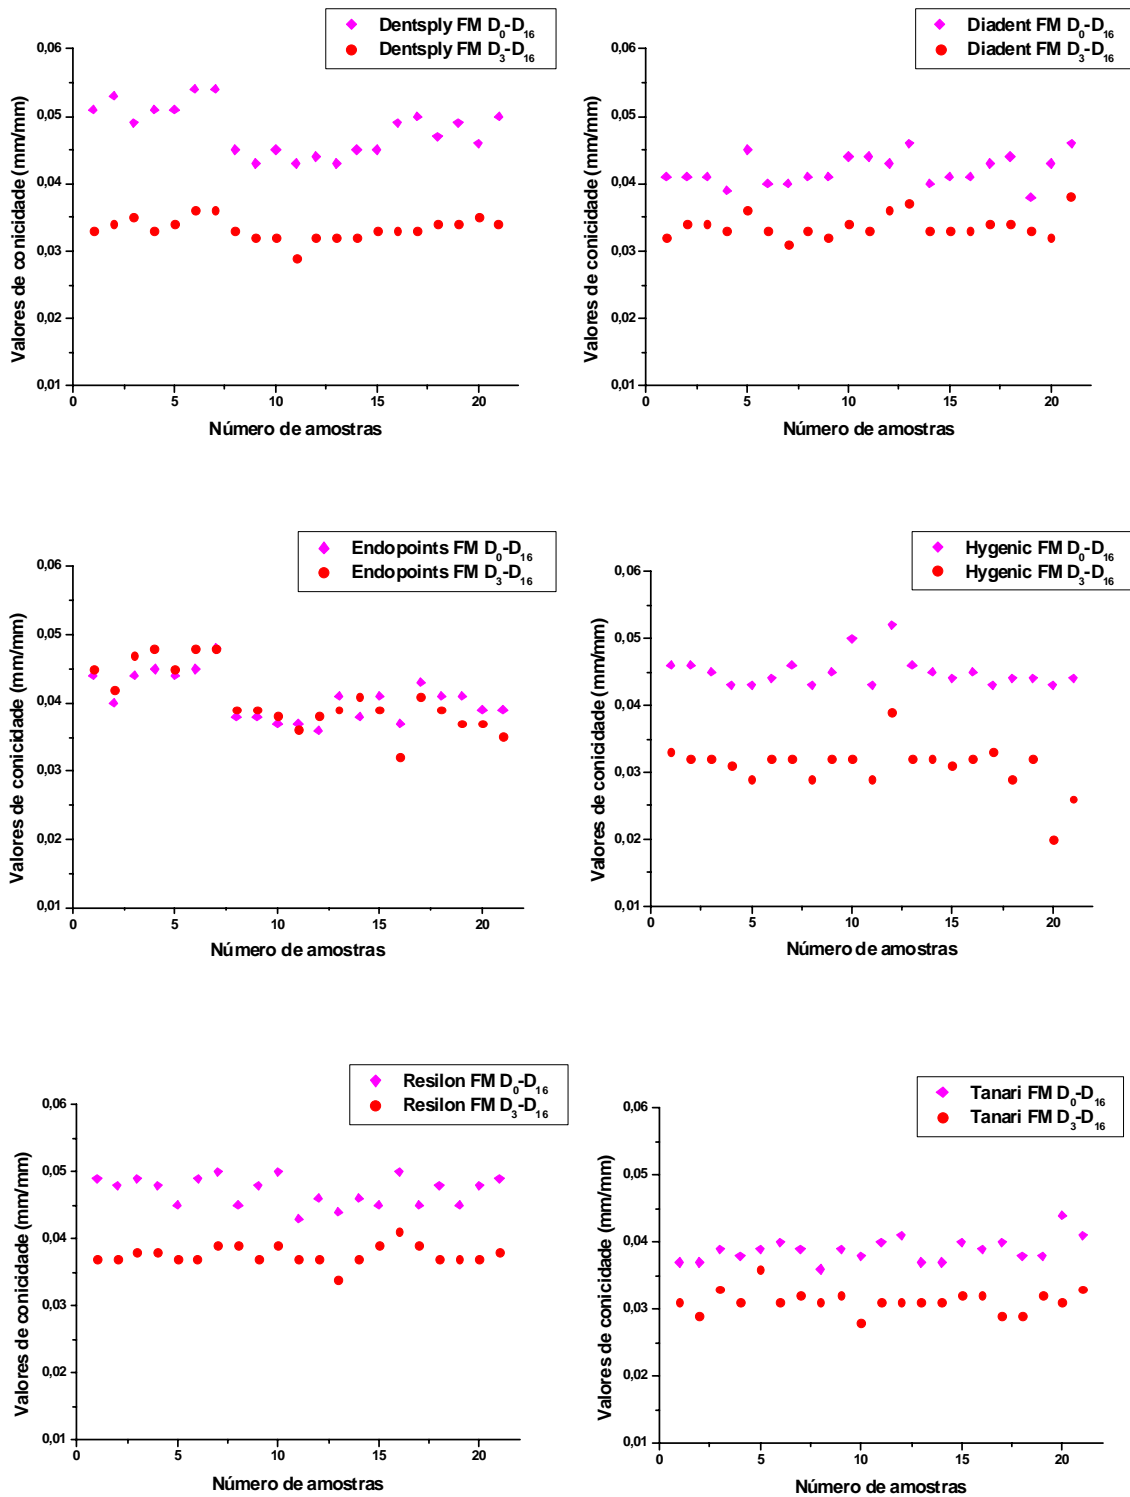 Dentsply FM D0-D16
Dentsply FM D3-D16
0,06
0,05
0,04
0,03
0,02
0,01
Valores de conicidade (mm/mm)
0 5 10 15 20
Número de amostras
Diadent FM D0-D16
Diadent FM D3-D16
0,06
0,05
0,04
0,03
0,02
0,01
Valores de conicidade (mm/mm)
0 5 10 15 20
Número de amostras
Endopoints FM D0-D16
Endopoints FM D3-D16
0,06
0,05
0,04
0,03
0,02
0,01
Valores de conicidade (mm/mm)
0 5 10 15 20
Número de amostras
Hygenic FM D0-D16
Hygenic FM D3-D16
0,06
0,05
0,04
0,03
0,02
0,01
Valores de conicidade (mm/mm)
0 5 10 15 20
Número de amostras
Resilon FM D0-D16
Resilon FM D3-D16
0,06
0,05
0,04
0,03
0,02
0,01
Valores de conicidade (mm/mm)
0 5 10 15 20
Número de amostras
Tanari FM D0-D16
Tanari FM D3-D16
0,06
0,05
0,04
0,03
0,02
0,01
Valores de conicidade (mm/mm)
0 5 10 15 20
Número de amostras